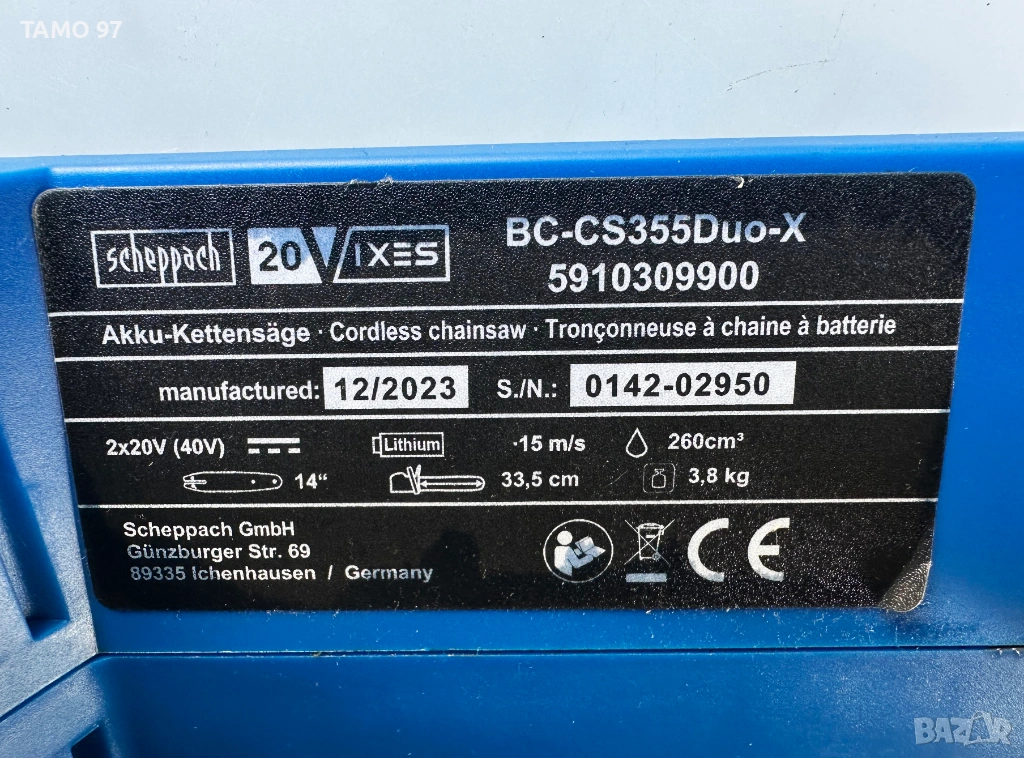 TAMO 97
scheppach 20V IXES
BC-CS355Duo-X
5910309900
Akku-Kettensäge · Cordless chainsaw · Tronçonneuse à chaine à batterie
manufactured: 12/2023 S./N.: 0142-02950
2x20V (40V) Lithium ·15 m/s 260cm³
14“ 33,5 cm 3,8 kg
Scheppach GmbH
Günzburger Str. 69
89335 Ichenhausen / Germany
CE
BAZAR